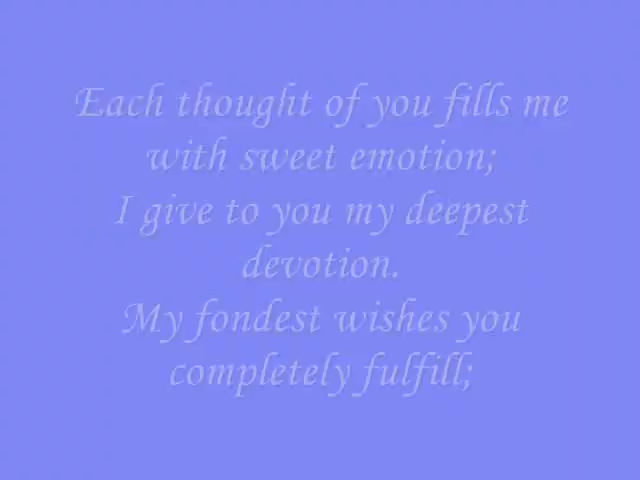 Each thought of you fills me
with sweet emotion;
I give to you my deepest
devotion.
My fondest wishes you
completely fulfill;